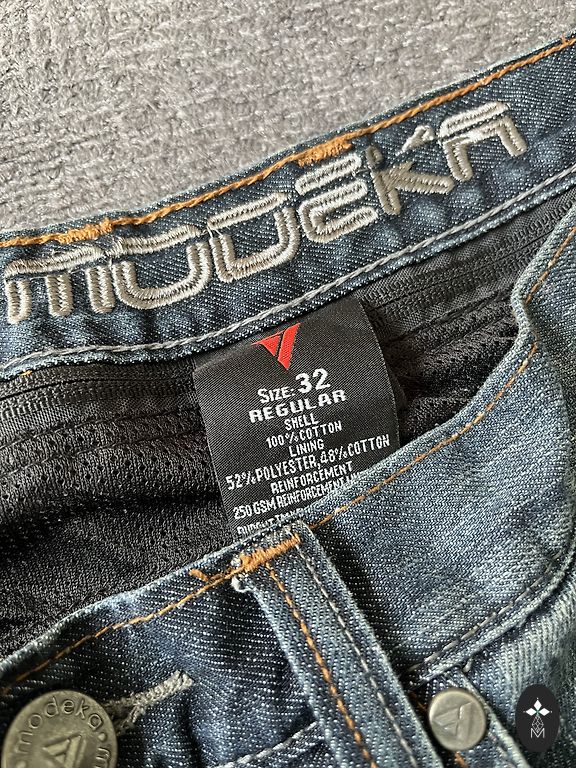 MODEKA
SIZE: 32
REGULAR
SHELL
100% COTTON
LINING
52%POLYESTER,48%COTTON
REINFORCEMENT
250 GSM REINFORCEMENT
modeka